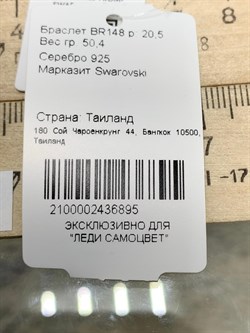 Браслет BR148 р. 20,5
Вес гр. 50,4
Серебро 925
Марказит Swarovski
Страна: Таиланд
180 Сой Чароенкрунг 44, Бангкок 10500,
Таиланд
2100002436895
ЭКСКЛЮЗИВНО ДЛЯ
"ЛЕДИ САМОЦВЕТ"
-17